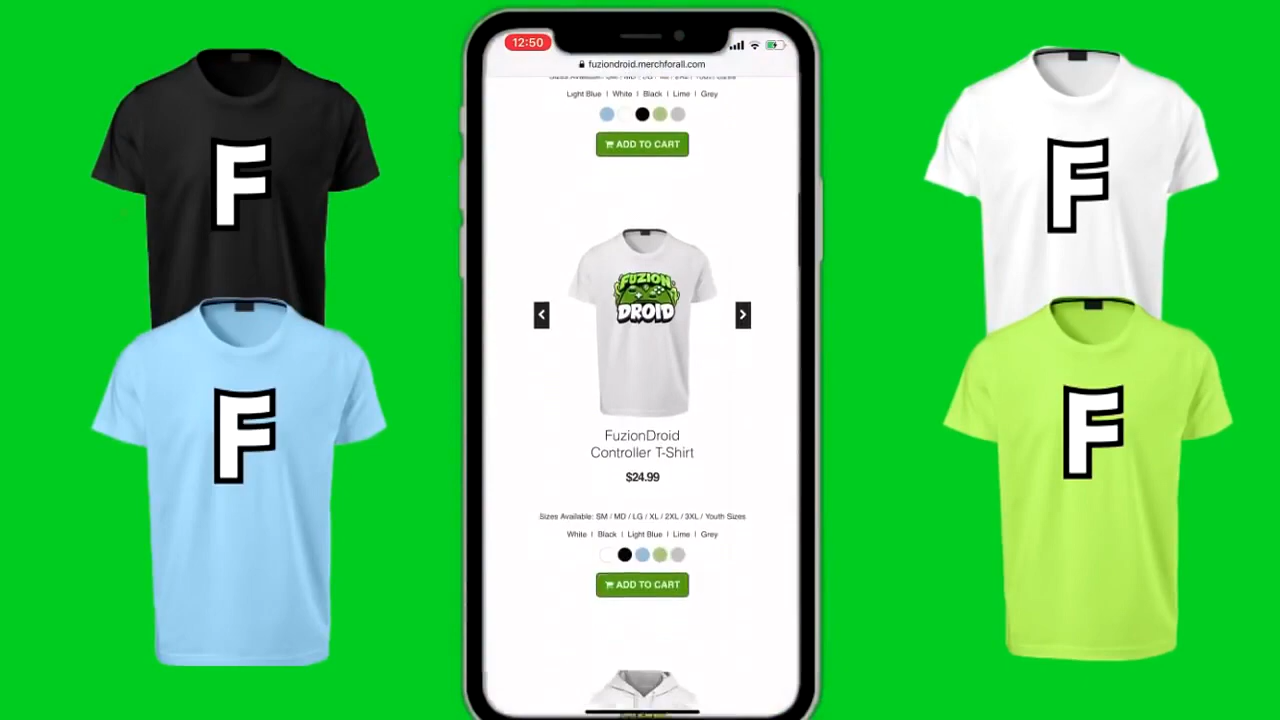 12:50
fuziondroid.merchforall.com
Light Blue | White | Black | Lime | Grey
ADD TO CART
F
F
FUZION
DROID
FuzionDroid
Controller T-Shirt
$24.99
F
F
Sizes Available: SM / MD / LG / XL / 2XL / 3XL / Youth Sizes
White | Black | Light Blue | Lime | Grey
ADD TO CART